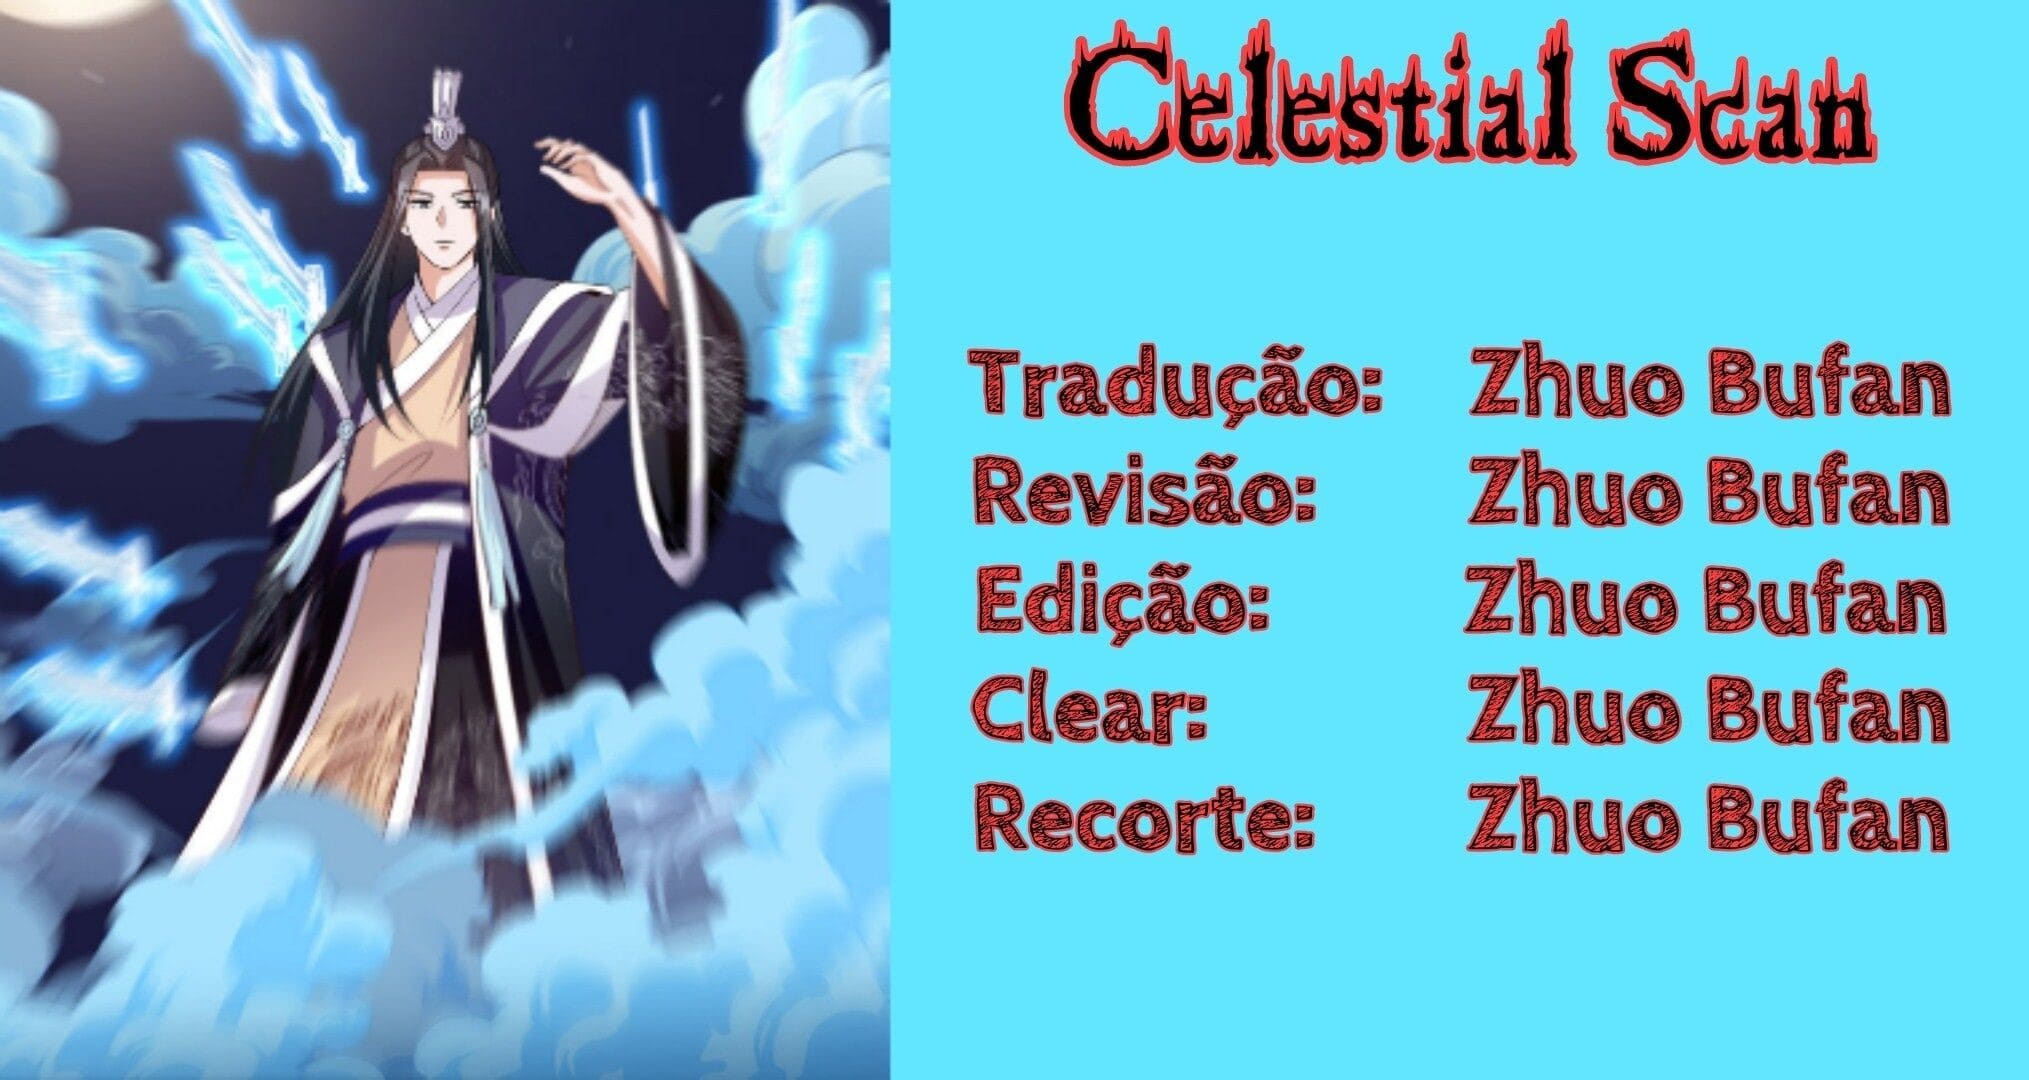 Celestial Scan
Tradução: Zhuo Bufan
Revisão: Zhuo Bufan
Edição: Zhuo Bufan
Clear: Zhuo Bufan
Recorte: Zhuo Bufan